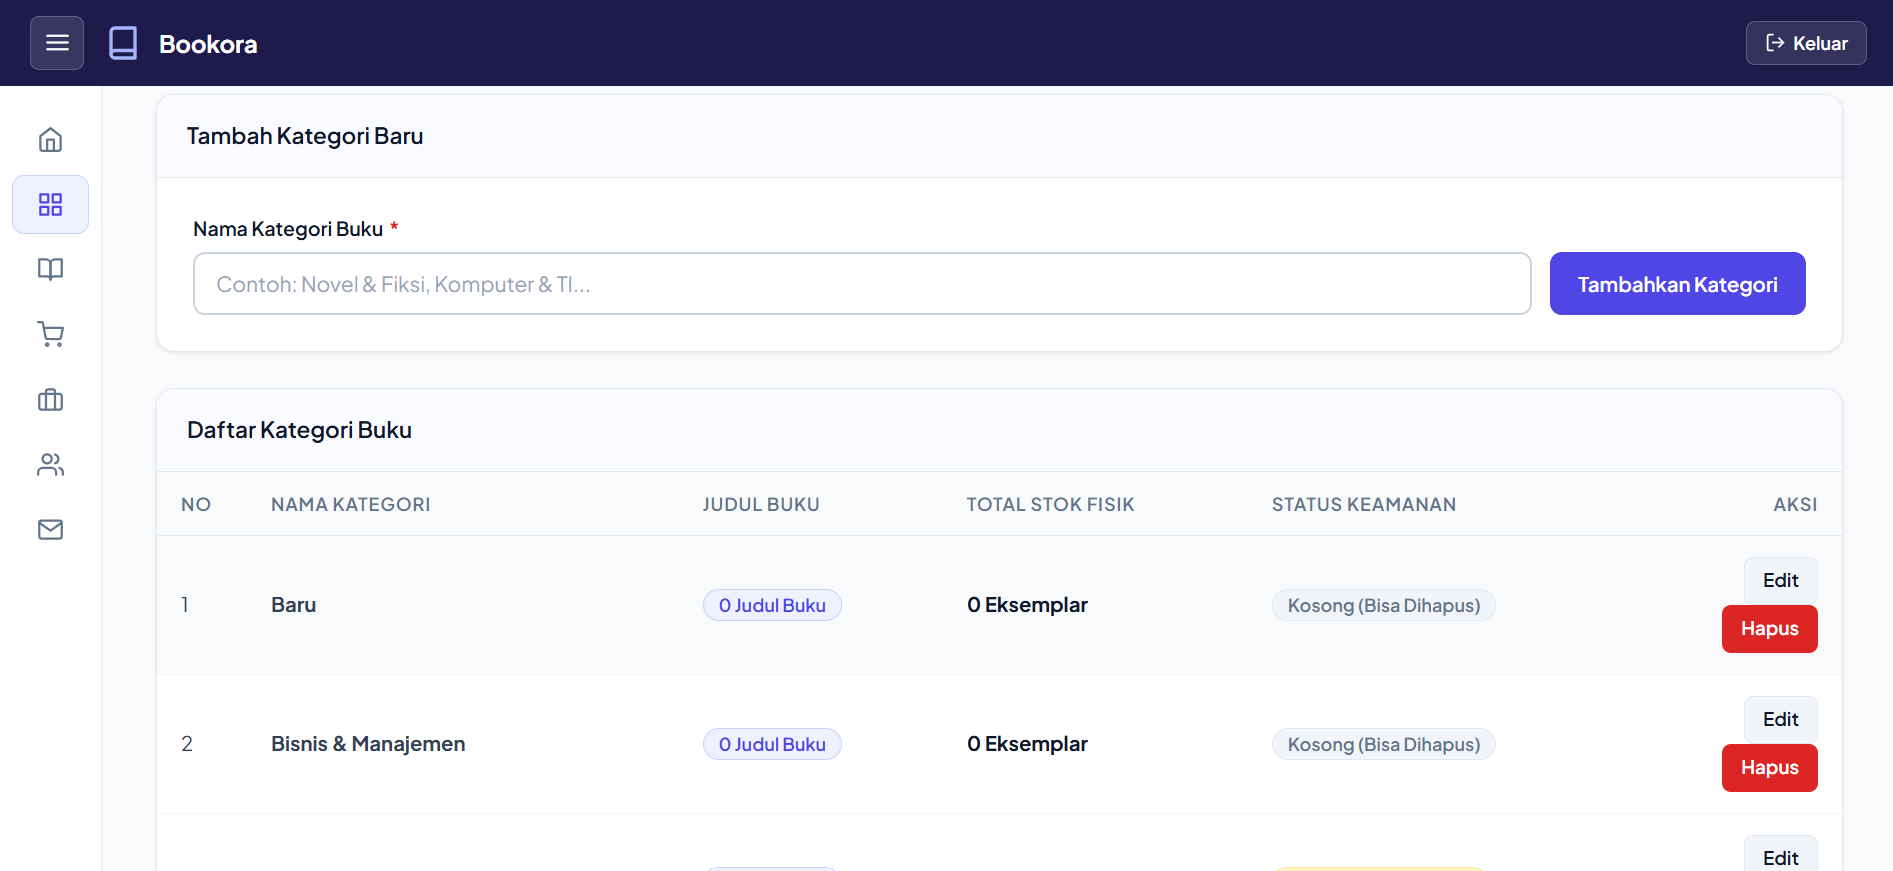 Bookora
Keluar
Tambah Kategori Baru
Nama Kategori Buku *
Contoh: Novel & Fiksi, Komputer & TI...
Tambahkan Kategori
Daftar Kategori Buku
NO NAMA KATEGORI JUDUL BUKU TOTAL STOK FISIK STATUS KEAMANAN AKSI
1 Baru 0 Judul Buku 0 Eksemplar Kosong (Bisa Dihapus) Edit
Hapus
2 Bisnis & Manajemen 0 Judul Buku 0 Eksemplar Kosong (Bisa Dihapus) Edit
Hapus
Edit